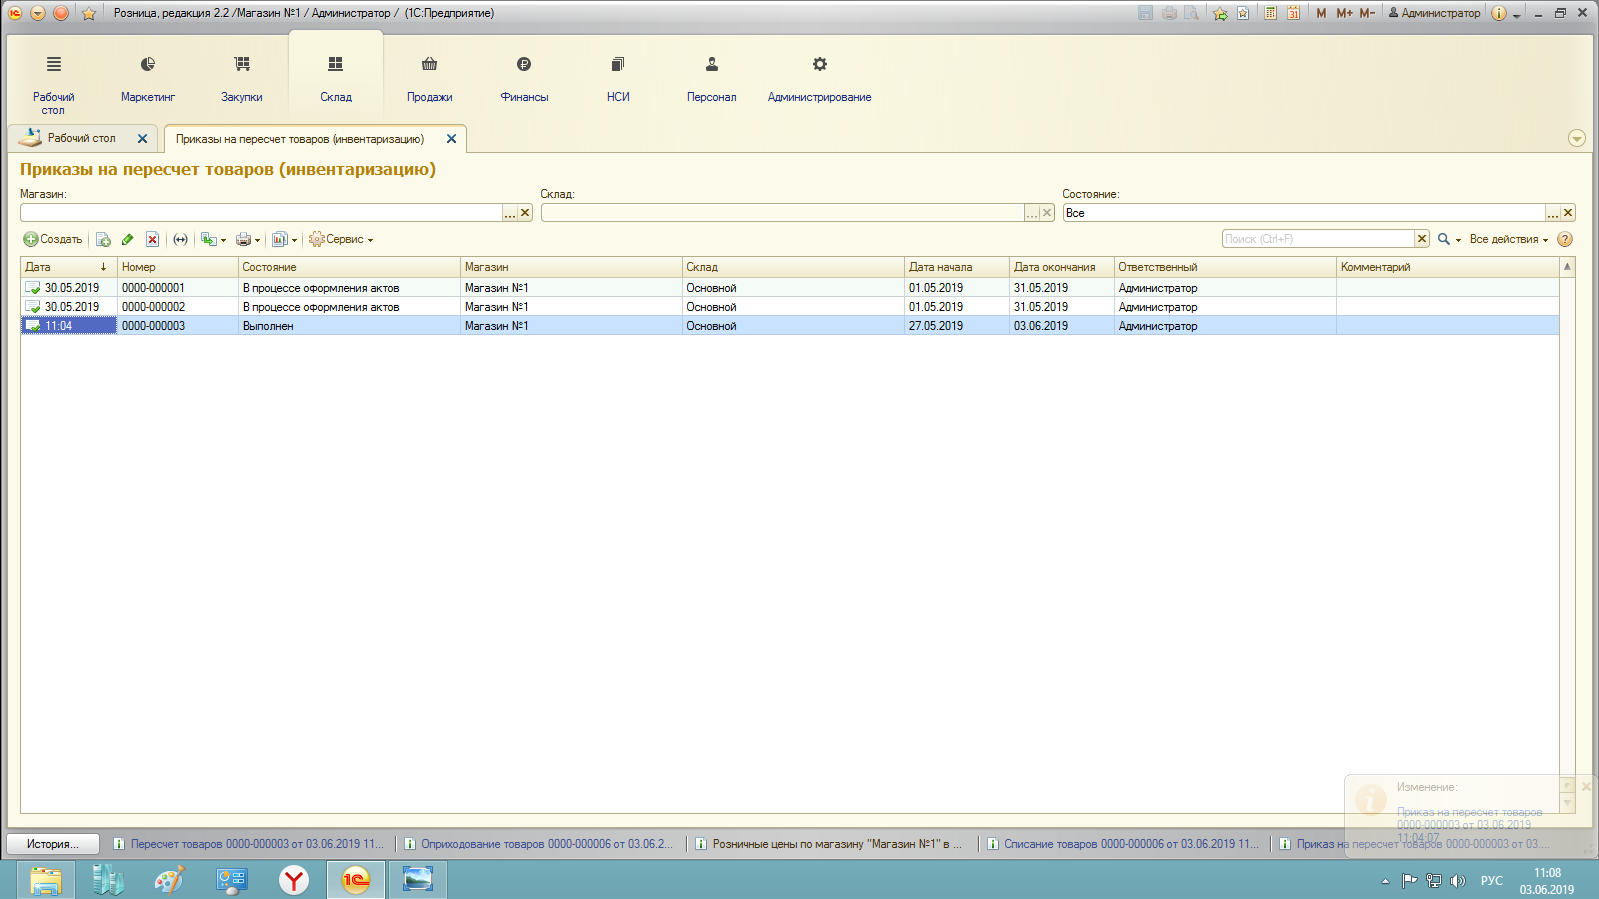 Розница, редакция 2.2 /Магазин №1 / Администратор / (1С:Предприятие)
31 M M+ M- Администратор
Рабочий стол
Маркетинг
Закупки
Склад
Продажи
Финансы
НСИ
Персонал
Администрирование
Рабочий стол
Приказы на пересчет товаров (инвентаризацию)
Приказы на пересчет товаров (инвентаризацию)
Магазин: Склад: Состояние:
... ... Все ...
Создать Сервис Поиск (Ctrl+F) Все действия ?
Дата ↓ Номер Состояние Магазин Склад Дата начала Дата окончания Ответственный Комментарий
30.05.2019 0000-000001 В процессе оформления актов Магазин №1 Основной 01.05.2019 31.05.2019 Администратор
30.05.2019 0000-000002 В процессе оформления актов Магазин №1 Основной 01.05.2019 31.05.2019 Администратор
11:04 0000-000003 Выполнен Магазин №1 Основной 27.05.2019 03.06.2019 Администратор
Изменение:
Приказ на пересчет товаров
0000-000003 от 03.06.2019
11:04:07
История... Пересчет товаров 0000-000003 от 03.06.2019 11... Оприходование товаров 0000-000006 от 03.06.2... Розничные цены по магазину "Магазин №1" в ... Списание товаров 0000-000006 от 03.06.2019 11... Приказ на пересчет товаров 0000-000003 от 03....
1С
РУС
11:08
03.06.2019